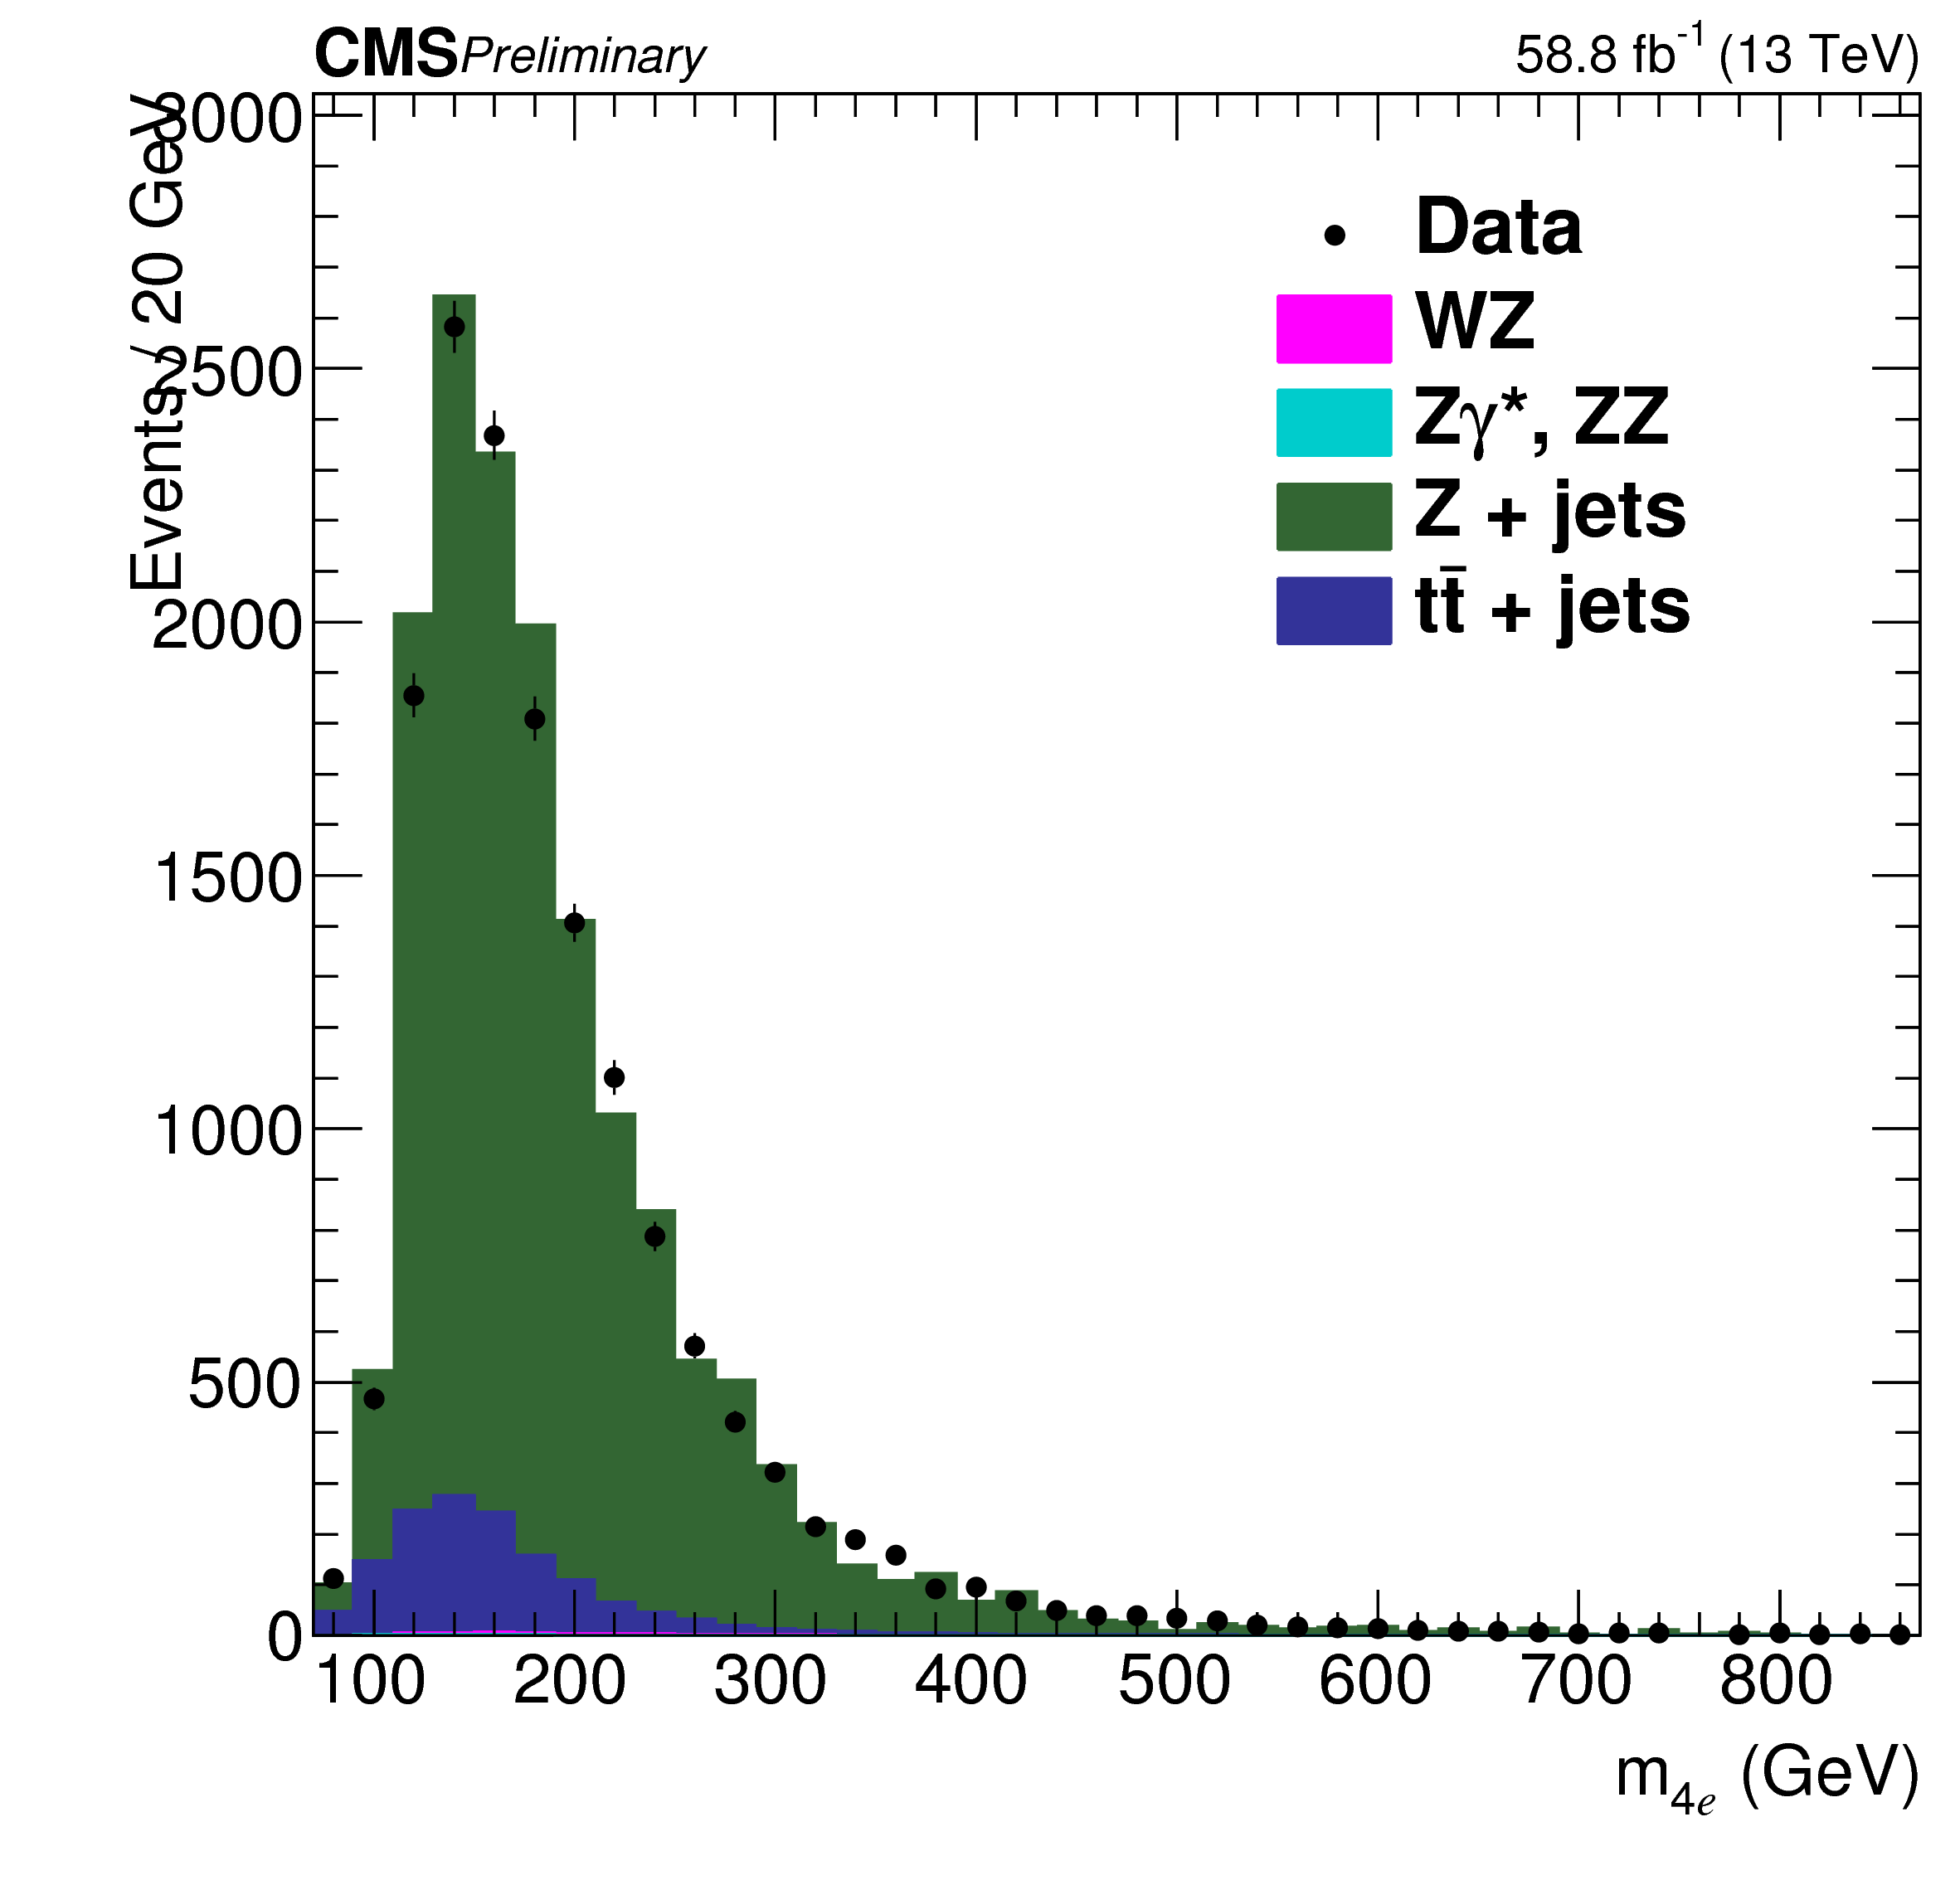 CMS Preliminary 58.8 fb⁻¹ (13 TeV)
Events / 20 GeV
3000
2500
2000
1500
1000
500
0
Data
WZ
Zγ*, ZZ
Z + jets
tt̄ + jets
100 200 300 400 500 600 700 800
m₄ₑ (GeV)